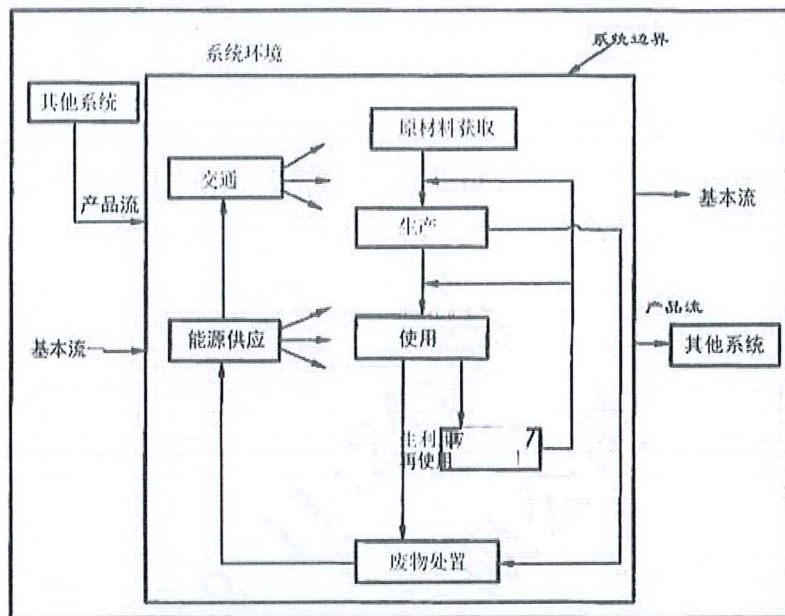 系统环境
系统边界
其他系统
原材料获取
交通
产品流
基本流
生产
产品流
能源供应
使用
基本流
其他系统
再使用
废物处置